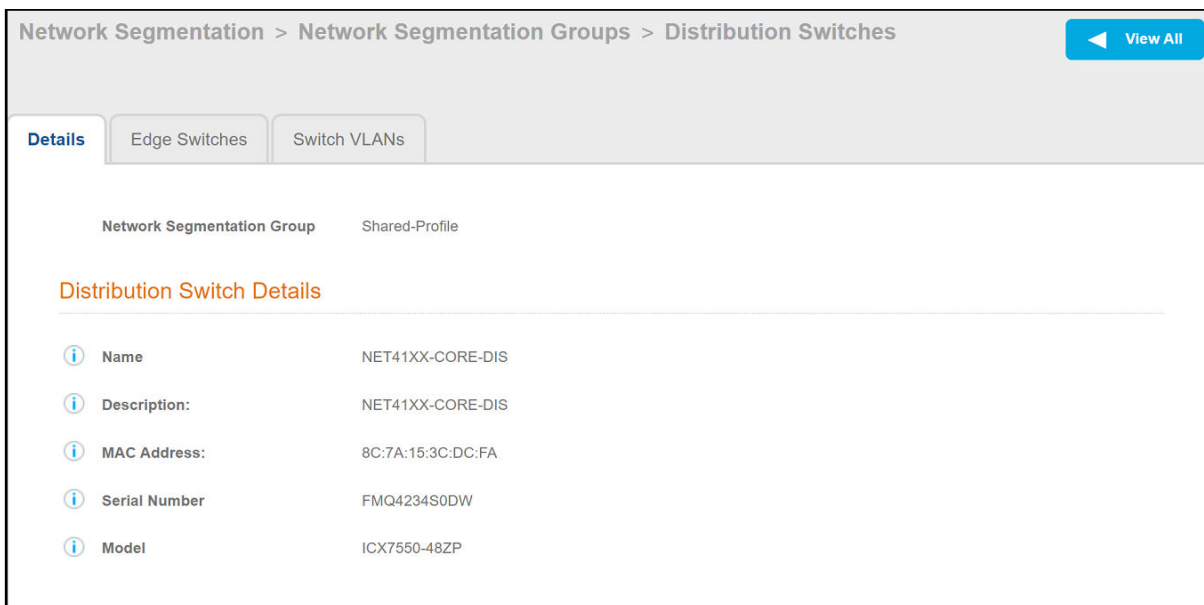 Network Segmentation > Network Segmentation Groups > Distribution Switches
View All
Details
Edge Switches
Switch VLANs
Network Segmentation Group Shared-Profile
Distribution Switch Details
Name NET41XX-CORE-DIS
Description: NET41XX-CORE-DIS
MAC Address: 8C:7A:15:3C:DC:FA
Serial Number FMQ4234S0DW
Model ICX7550-48ZP